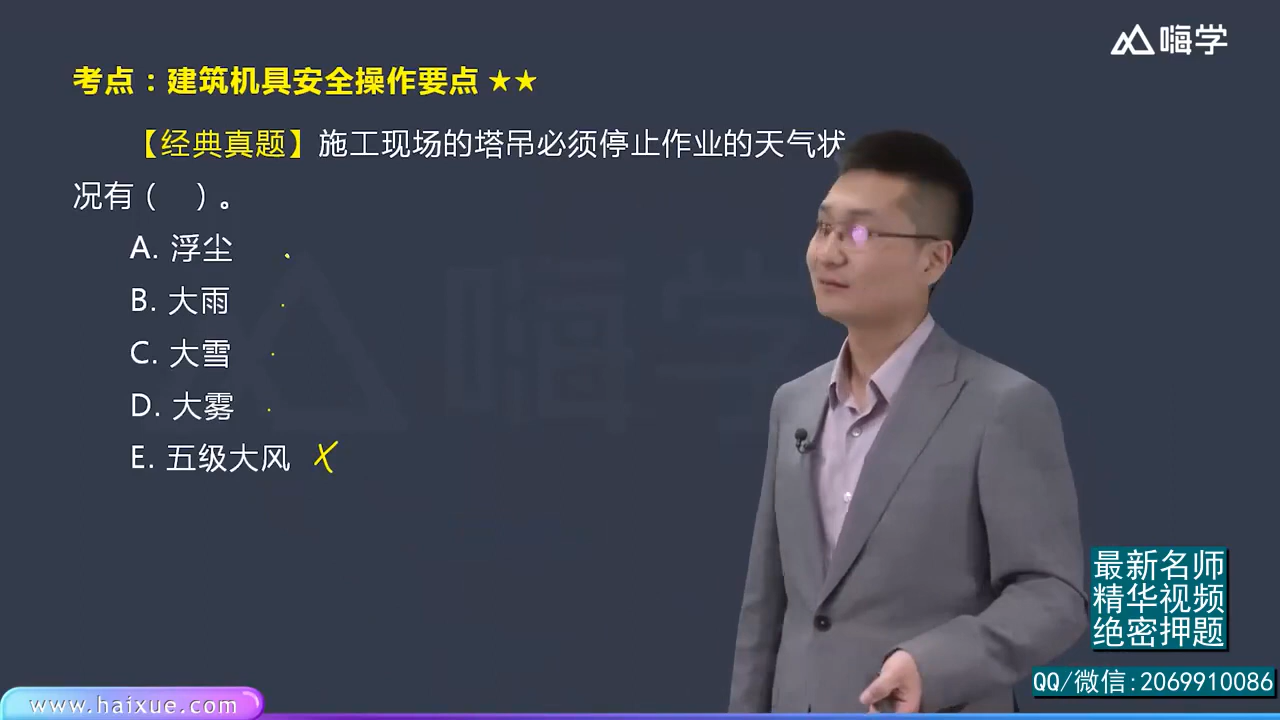 嗨学
考点：建筑机具安全操作要点 ★★
【经典真题】施工现场的塔吊必须停止作业的天气状
况有（ ）。
A. 浮尘
B. 大雨
C. 大雪
D. 大雾
E. 五级大风
嗨学
最新名师
精华视频
绝密押题
QQ/微信:2069910086
www.haixue.com